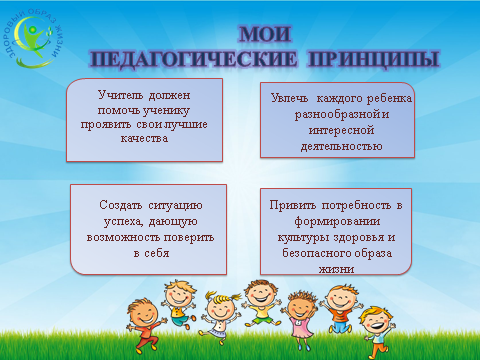 ЗДОРОВЫЙ ОБРАЗ ЖИЗНИ
МОИ
ПЕДАГОГИЧЕСКИЕ ПРИНЦИПЫ
Учитель должен
помочь ученику
проявить свои лучшие
качества
Увлечь каждого ребенка
разнообразной и
интересной
деятельностью
Создать ситуацию
успеха, дающую
возможность поверить
в себя
Привить потребность в
формировании
культуры здоровья и
безопасного образа
жизни